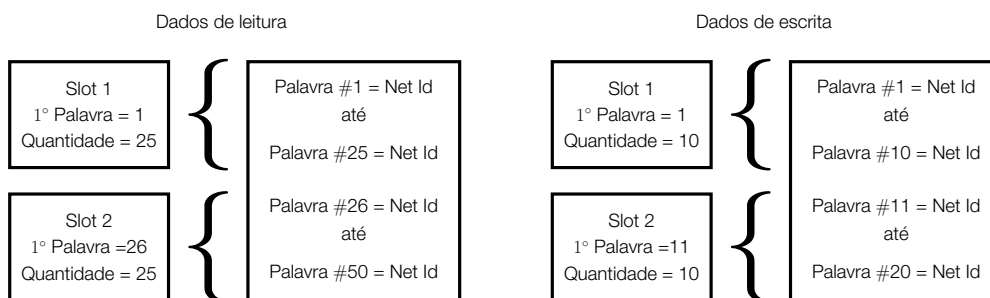 Dados de leitura
Slot 1
1° Palavra = 1
Quantidade = 25
Palavra #1 = Net Id
até
Palavra #25 = Net Id
Slot 2
1° Palavra =26
Quantidade = 25
Palavra #26 = Net Id
até
Palavra #50 = Net Id
Dados de escrita
Slot 1
1° Palavra = 1
Quantidade = 10
Palavra #1 = Net Id
até
Palavra #10 = Net Id
Slot 2
1° Palavra =11
Quantidade = 10
Palavra #11 = Net Id
até
Palavra #20 = Net Id